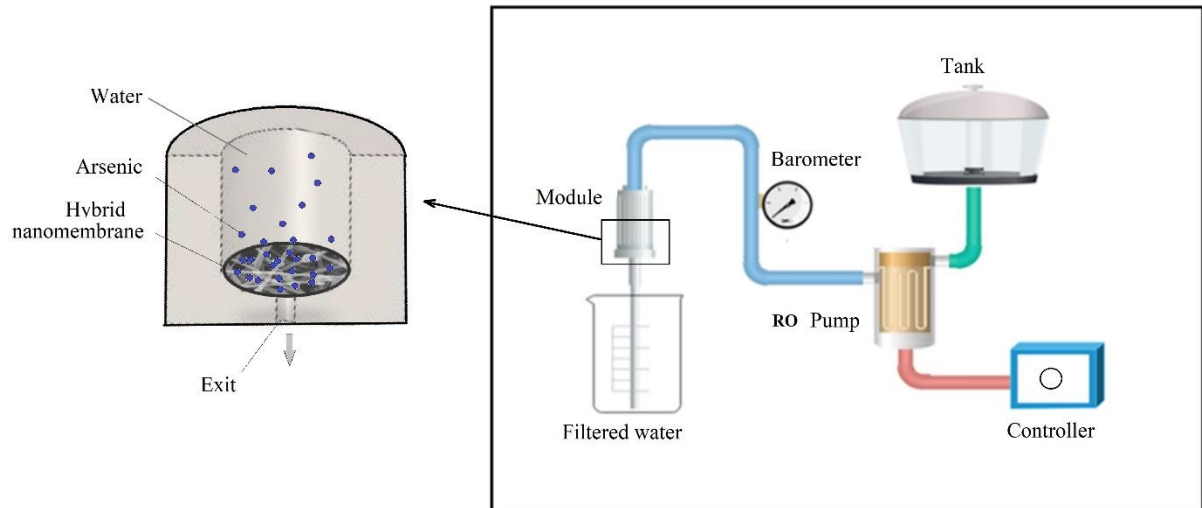 Water
Arsenic
Hybrid
nanomembrane
Exit
Tank
Barometer
Module
RO Pump
Filtered water
Controller